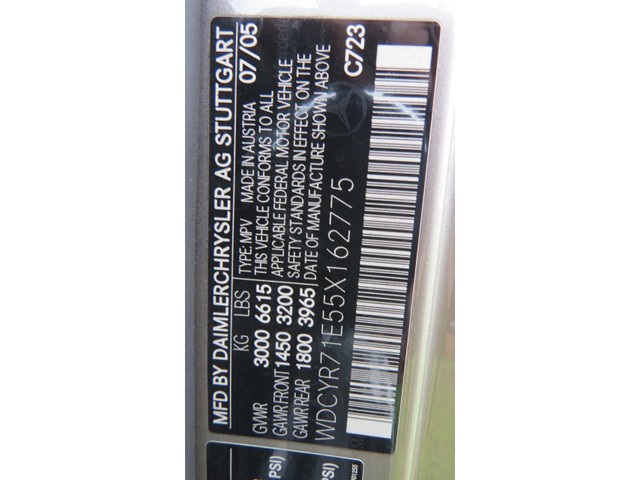 MFD BY DAIMLERCHRYSLER AG STUTTGART
KG LBS TYPE: MPV MADE IN AUSTRIA 07/05
GVWR 3000 6615 THIS VEHICLE CONFORMS TO ALL
GAWR FRONT 1450 3200 APPLICABLE FEDERAL MOTOR VEHICLE
GAWR REAR 1800 3965 SAFETY STANDARDS IN EFFECT ON THE
DATE OF MANUFACTURE SHOWN ABOVE
WDCYR71E55X162775
C723
PSI)
PSI)